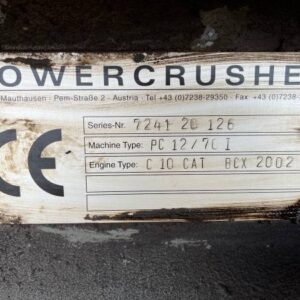 OWERCRUSHE
Mauthausen - Pem-Straße 2 - Austria - Tel +43 (0)7238-29350 - Fax +43 (0)7238-
Series-Nr. 7241 20 126
Machine Type: PC 12/70 I
Engine Type: C 10 CAT BCX 2002
CE